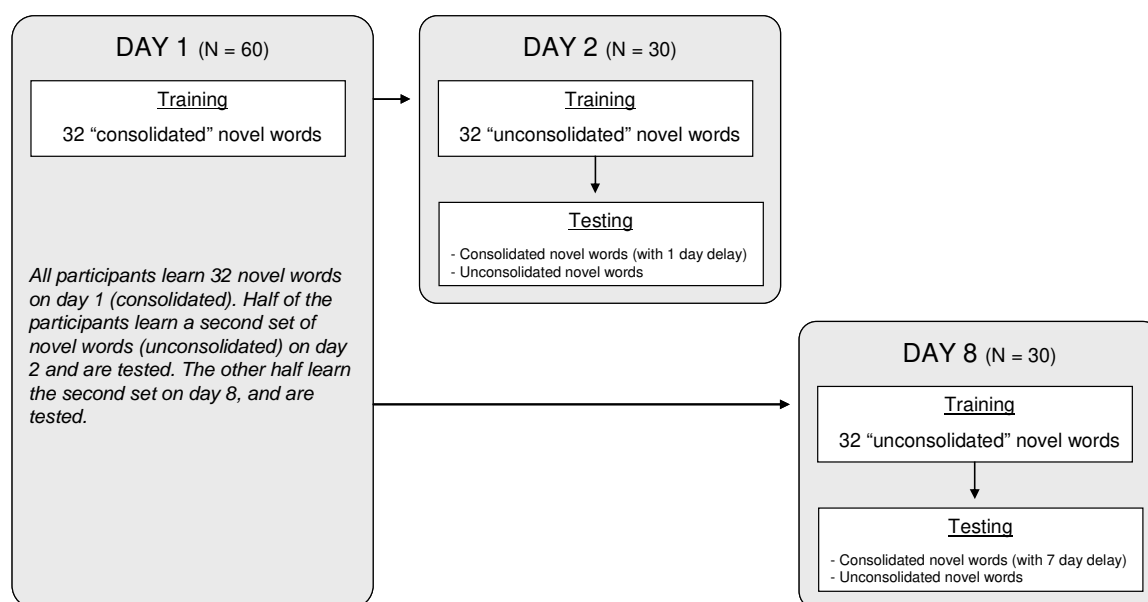 DAY 1 (N = 60)
Training
32 “consolidated” novel words
All participants learn 32 novel words
on day 1 (consolidated). Half of the
participants learn a second set of
novel words (unconsolidated) on day
2 and are tested. The other half learn
the second set on day 8, and are
tested.
DAY 2 (N = 30)
Training
32 “unconsolidated” novel words
Testing
- Consolidated novel words (with 1 day delay)
- Unconsolidated novel words
DAY 8 (N = 30)
Training
32 “unconsolidated” novel words
Testing
- Consolidated novel words (with 7 day delay)
- Unconsolidated novel words